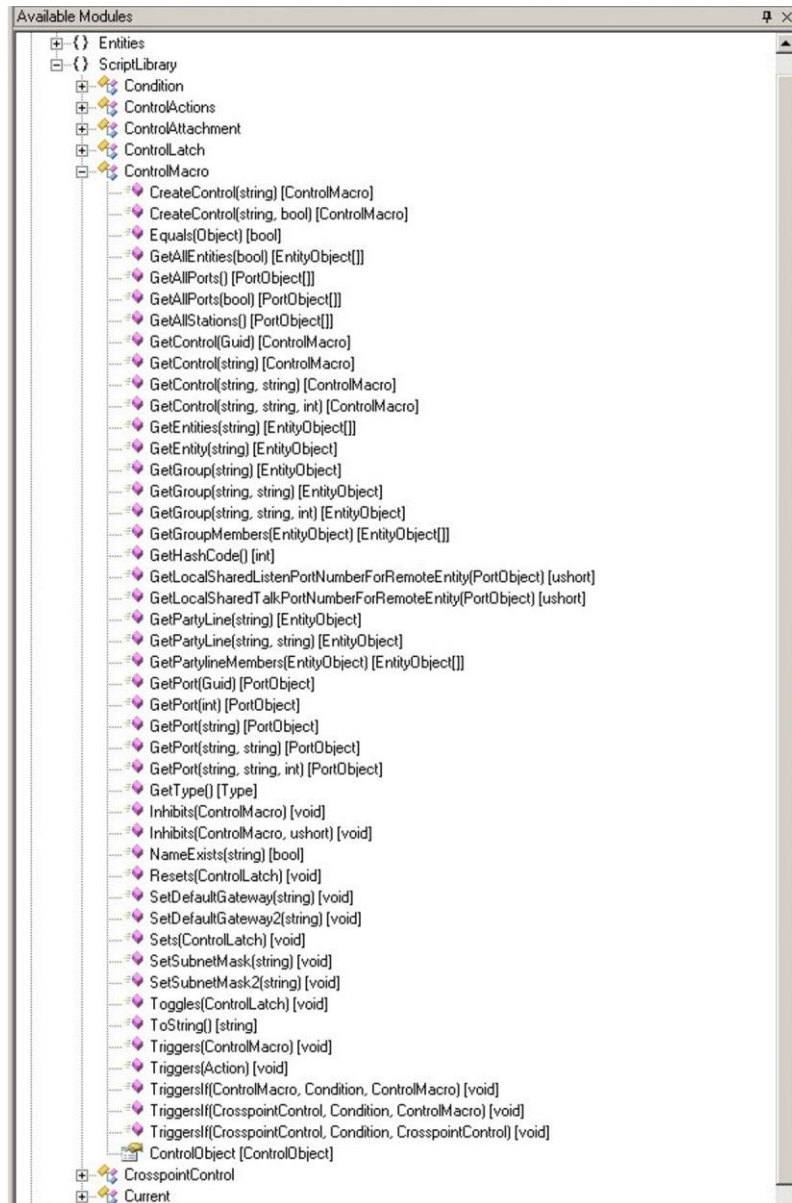 Available Modules
{} Entities
{} ScriptLibrary
Condition
ControlActions
ControlAttachment
ControlLatch
ControlMacro
CreateControl(string) [ControlMacro]
CreateControl(string, bool) [ControlMacro]
Equals(Object) [bool]
GetAllEntities(bool) [EntityObject[]]
GetAllPorts() [PortObject[]]
GetAllPorts(bool) [PortObject[]]
GetAllStations() [PortObject[]]
GetControl(Guid) [ControlMacro]
GetControl(string) [ControlMacro]
GetControl(string, string) [ControlMacro]
GetControl(string, string, int) [ControlMacro]
GetEntities(string) [EntityObject[]]
GetEntity(string) [EntityObject]
GetGroup(string) [EntityObject]
GetGroup(string, string) [EntityObject]
GetGroup(string, string, int) [EntityObject]
GetGroupMembers(EntityObject) [EntityObject[]]
GetHashCode() [int]
GetLocalSharedListenPortNumberForRemoteEntity(PortObject) [ushort]
GetLocalSharedTalkPortNumberForRemoteEntity(PortObject) [ushort]
GetPartyLine(string) [EntityObject]
GetPartyLine(string, string) [EntityObject]
GetPartylineMembers(EntityObject) [EntityObject[]]
GetPort(Guid) [PortObject]
GetPort(int) [PortObject]
GetPort(string) [PortObject]
GetPort(string, string) [PortObject]
GetPort(string, string, int) [PortObject]
GetType() [Type]
Inhibits(ControlMacro) [void]
Inhibits(ControlMacro, ushort) [void]
NameExists(string) [bool]
Resets(ControlLatch) [void]
SetDefaultGateway(string) [void]
SetDefaultGateway2(string) [void]
Sets(ControlLatch) [void]
SetSubnetMask(string) [void]
SetSubnetMask2(string) [void]
Toggles(ControlLatch) [void]
ToString() [string]
Triggers(ControlMacro) [void]
Triggers(Action) [void]
TriggersIf(ControlMacro, Condition, ControlMacro) [void]
TriggersIf(CrosspointControl, Condition, ControlMacro) [void]
TriggersIf(CrosspointControl, Condition, CrosspointControl) [void]
ControlObject [ControlObject]
CrosspointControl
Current